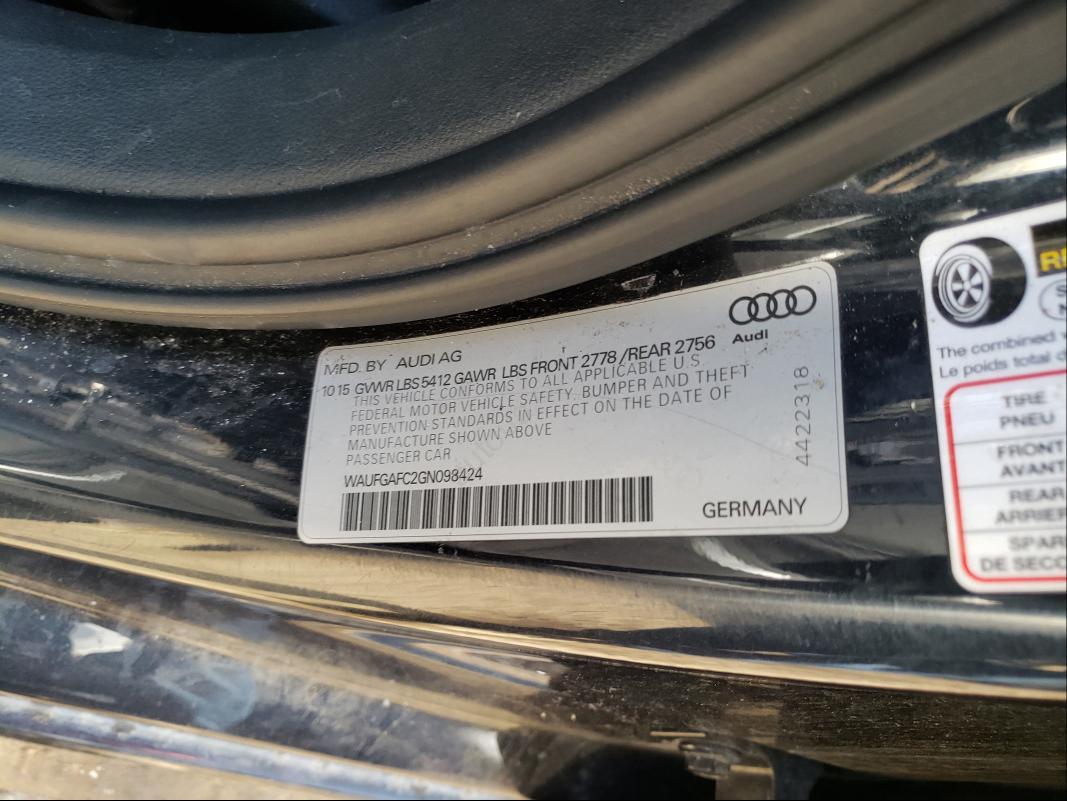 MFD. BY AUDI AG
Audi
10 15 GVWR LBS 5412 GAWR LBS FRONT 2778 / REAR 2756
THIS VEHICLE CONFORMS TO ALL APPLICABLE U.S.
FEDERAL MOTOR VEHICLE SAFETY, BUMPER AND THEFT
PREVENTION STANDARDS IN EFFECT ON THE DATE OF
MANUFACTURE SHOWN ABOVE
PASSENGER CAR
WAUFGAFC2GN098424
4422318
GERMANY
The combined
Le poids total
TIRE
PNEU
FRONT
AVANT
REAR
ARRIER
SPAR
DE SECO